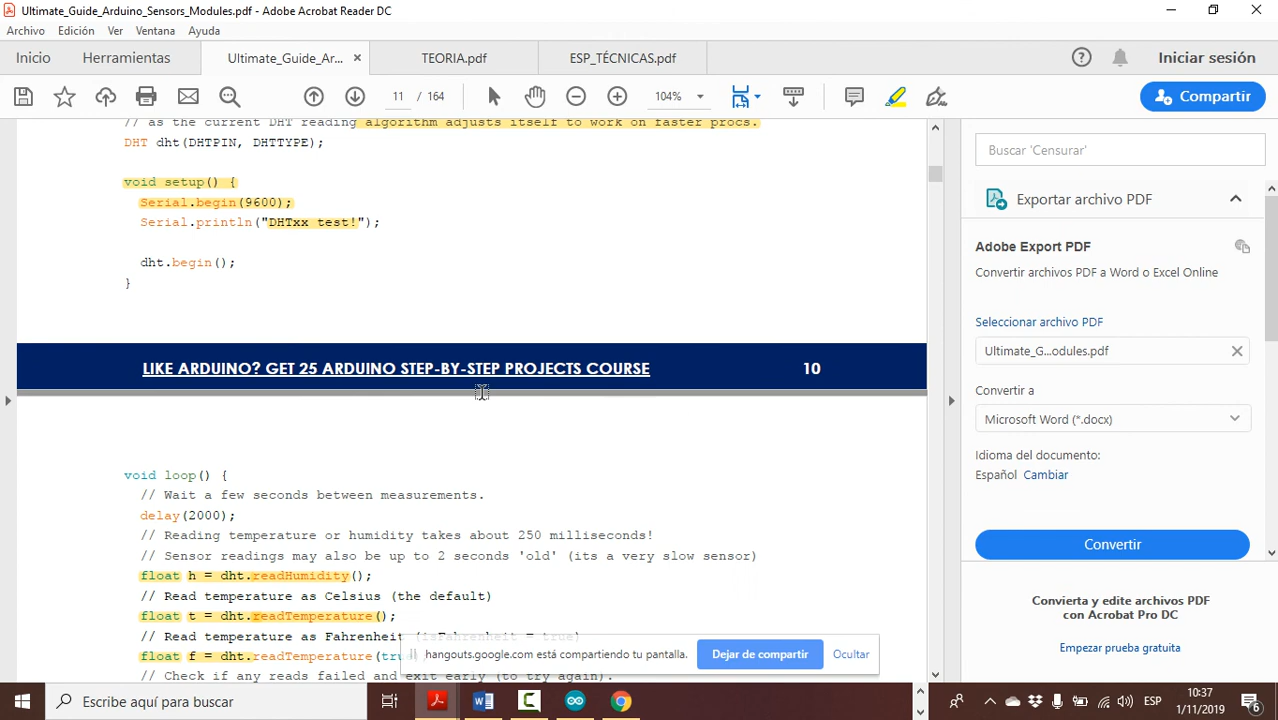 Ultimate_Guide_Arduino_Sensors_Modules.pdf - Adobe Acrobat Reader DC
Archivo Edición Ver Ventana Ayuda
Inicio Herramientas Ultimate_Guide_Ar... TEORIA.pdf ESP_TÉCNICAS.pdf Iniciar sesión
11 / 164 104% Compartir
// as the current DHT reading algorithm adjusts itself to work on faster procs.
DHT dht(DHTPIN, DHTTYPE);
void setup() {
Serial.begin(9600);
Serial.println("DHTxx test!");
dht.begin();
}
LIKE ARDUINO? GET 25 ARDUINO STEP-BY-STEP PROJECTS COURSE 10
void loop() {
// Wait a few seconds between measurements.
delay(2000);
// Reading temperature or humidity takes about 250 milliseconds!
// Sensor readings may also be up to 2 seconds 'old' (its a very slow sensor)
float h = dht.readHumidity();
// Read temperature as Celsius (the default)
float t = dht.readTemperature();
// Read temperature as Fahrenheit (isFahrenheit = true)
float f = dht.readTemperature(true
// Check if any reads failed and exit early (to try again).
hangouts.google.com está compartiendo tu pantalla. Dejar de compartir Ocultar
Buscar 'Censurar'
Exportar archivo PDF
Adobe Export PDF
Convertir archivos PDF a Word o Excel Online
Seleccionar archivo PDF
Ultimate_G...odules.pdf
Convertir a
Microsoft Word (*.docx)
Idioma del documento:
Español Cambiar
Convertir
Convierta y edite archivos PDF
con Acrobat Pro DC
Empezar prueba gratuita
Escribe aquí para buscar
ESP
10:37
1/11/2019
6